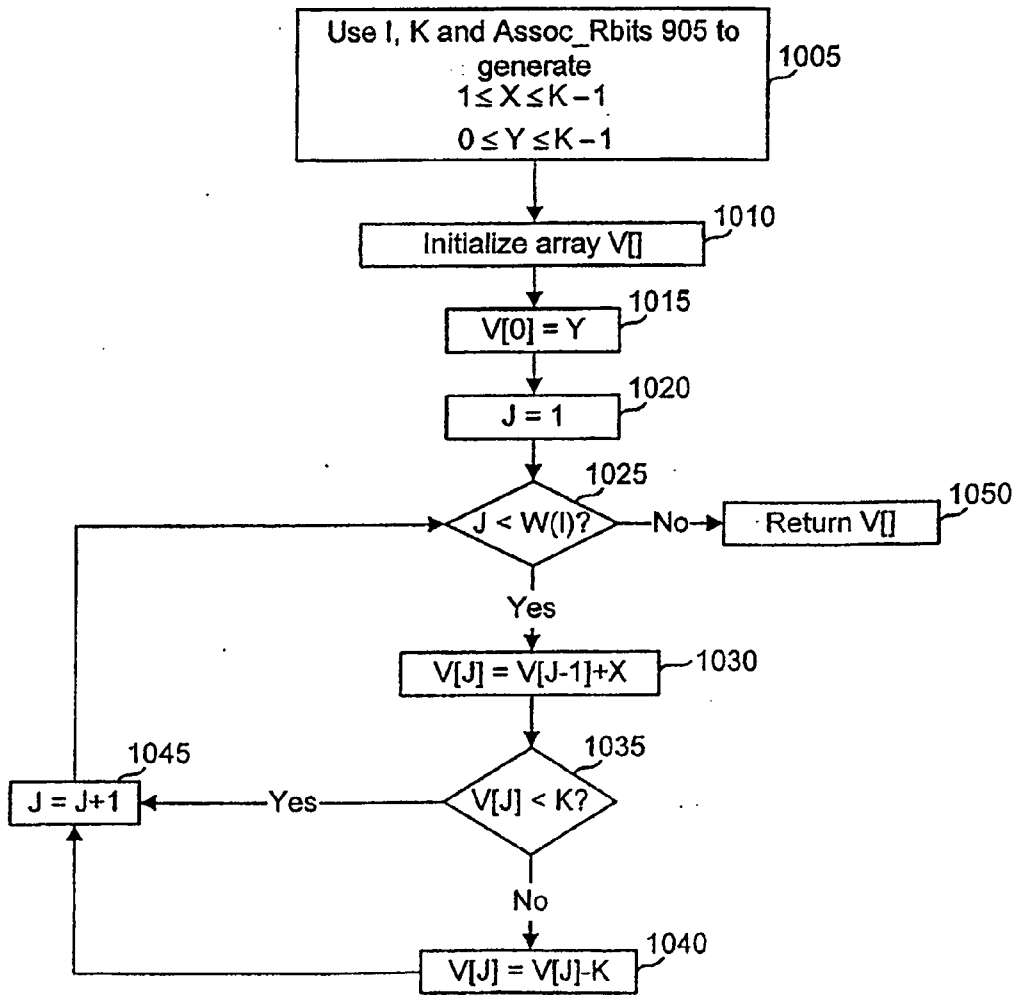 Use I, K and Assoc_Rbits 905 to
generate
1 ≤ X ≤ K – 1
0 ≤ Y ≤ K – 1
1005
1010
Initialize array V[]
1015
V[0] = Y
1020
J = 1
1025
J < W(I)?
No
1050
Return V[]
Yes
V[J] = V[J-1]+X
1030
1035
V[J] < K?
Yes
1045
J = J+1
No
1040
V[J] = V[J]-K